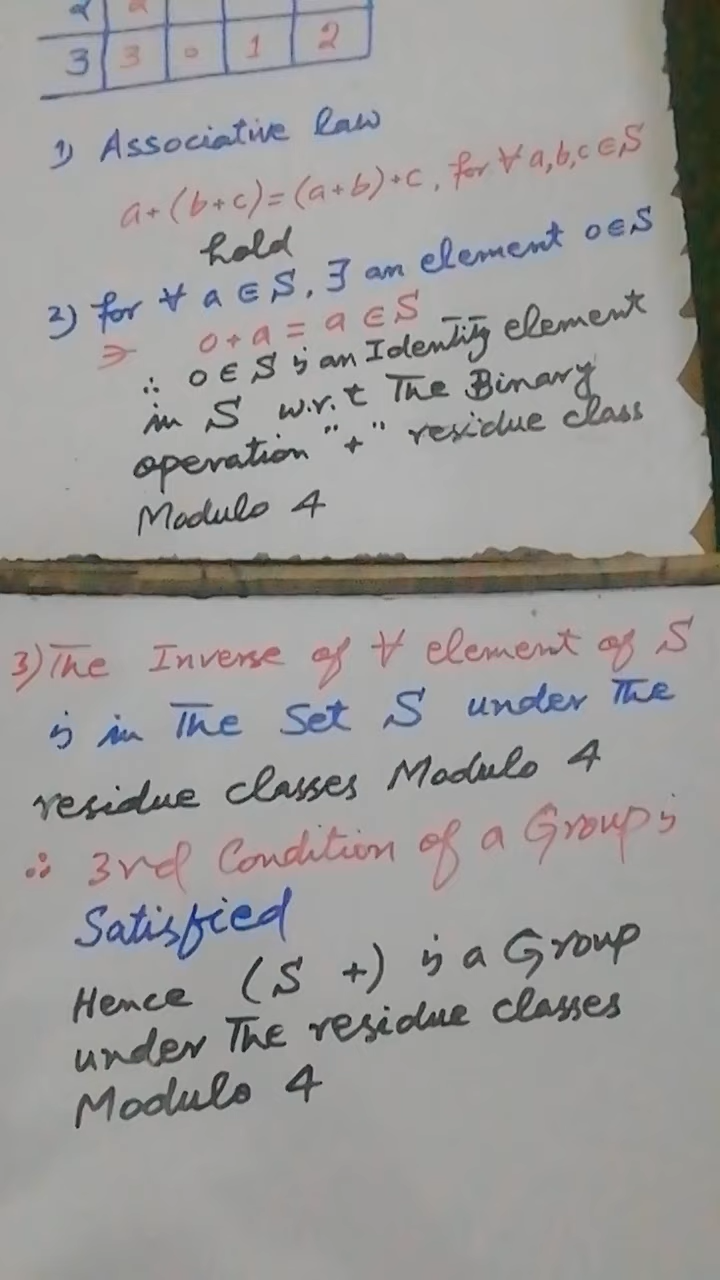 2 2
3 3 0 1 2
1) Associative law
a+(b+c)=(a+b)+c, for ∀ a,b,c ∈ S
hold
2) for ∀ a ∈ S, ∃ an element 0 ∈ S
⇒ 0+a = a ∈ S
∴ 0 ∈ S is an Identity element
in S w.r.t The Binary
operation "+" residue class
Modulo 4
3) The Inverse of ∀ element of S
is in The Set S under The
residue classes Modulo 4
∴ 3rd Condition of a Group is
Satisfied
Hence (S +) is a Group
under The residue classes
Modulo 4